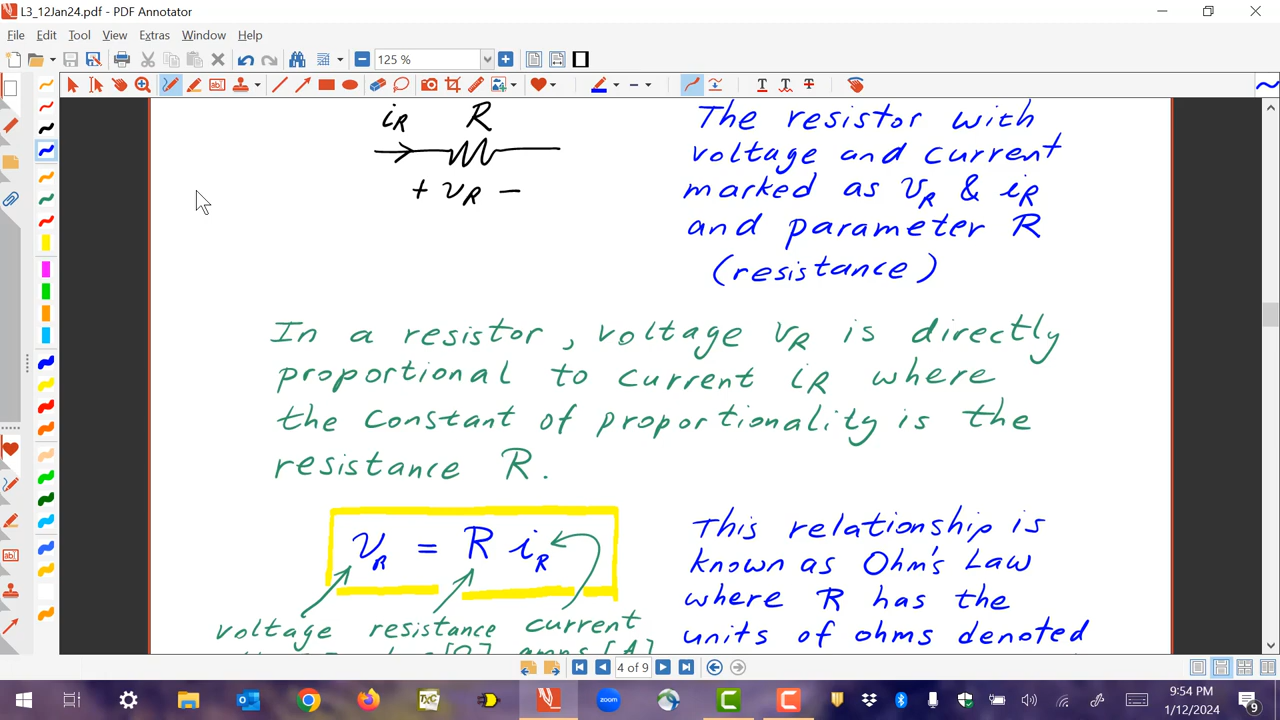 L3_12Jan24.pdf - PDF Annotator
File Edit Tool View Extras Window Help
125 %
iR R
+ vR −
The resistor with
voltage and current
marked as vR & iR
and parameter R
(resistance)
In a resistor, voltage vR is directly
proportional to current iR where
the constant of proportionality is the
resistance R.
vR = R iR
voltage resistance current
This relationship is
known as Ohm's Law
where R has the
units of ohms denoted
4 of 9
zoom
9:54 PM
1/12/2024
9